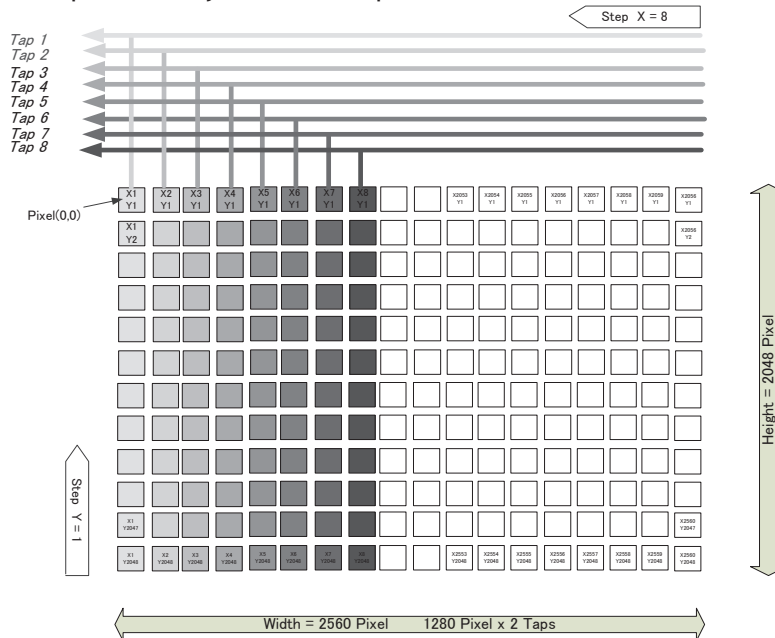 Step X = 8
Tap 1
Tap 2
Tap 3
Tap 4
Tap 5
Tap 6
Tap 7
Tap 8
X1 X2 X3 X4 X5 X6 X7 X8 X2053 X2054 X2055 X2056 X2057 X2058 X2059 X2056
Y1 Y1 Y1 Y1 Y1 Y1 Y1 Y1 Y1 Y1 Y1 Y1 Y1 Y1 Y1 Y1
Pixel(0,0)
X1 X2056
Y2 Y2
Height = 2048 Pixel
Step Y = 1
X1 X2560
Y2047 Y2047
X1 X2 X3 X4 X5 X6 X7 X8 X2553 X2554 X2555 X2556 X2557 X2558 X2559 X2560
Y2048 Y2048 Y2048 Y2048 Y2048 Y2048 Y2048 Y2048 Y2048 Y2048 Y2048 Y2048 Y2048 Y2048 Y2048 Y2048
Width = 2560 Pixel 1280 Pixel x 2 Taps